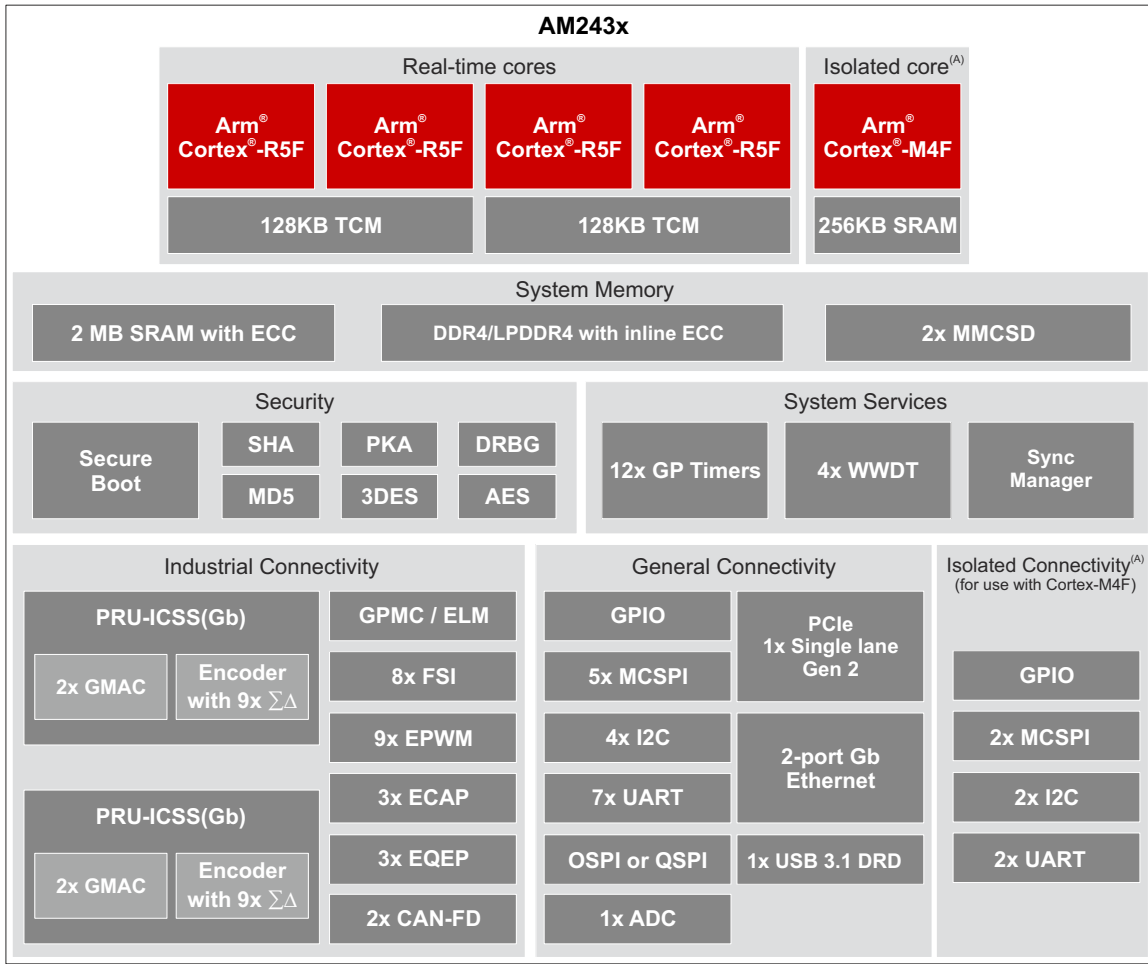 AM243x
Real-time cores
Isolated core(A)
Arm®
Cortex®-R5F
Arm®
Cortex®-R5F
Arm®
Cortex®-R5F
Arm®
Cortex®-R5F
Arm®
Cortex®-M4F
128KB TCM
128KB TCM
256KB SRAM
System Memory
2 MB SRAM with ECC
DDR4/LPDDR4 with inline ECC
2x MMCSD
Security
Secure
Boot
SHA
PKA
DRBG
MD5
3DES
AES
System Services
12x GP Timers
4x WWDT
Sync
Manager
Industrial Connectivity
PRU-ICSS(Gb)
2x GMAC
Encoder
with 9x ∑Δ
PRU-ICSS(Gb)
2x GMAC
Encoder
with 9x ∑Δ
GPMC / ELM
8x FSI
9x EPWM
3x ECAP
3x EQEP
2x CAN-FD
General Connectivity
GPIO
5x MCSPI
4x I2C
7x UART
OSPI or QSPI
1x ADC
PCIe
1x Single lane
Gen 2
2-port Gb
Ethernet
1x USB 3.1 DRD
Isolated Connectivity(A)
(for use with Cortex-M4F)
GPIO
2x MCSPI
2x I2C
2x UART